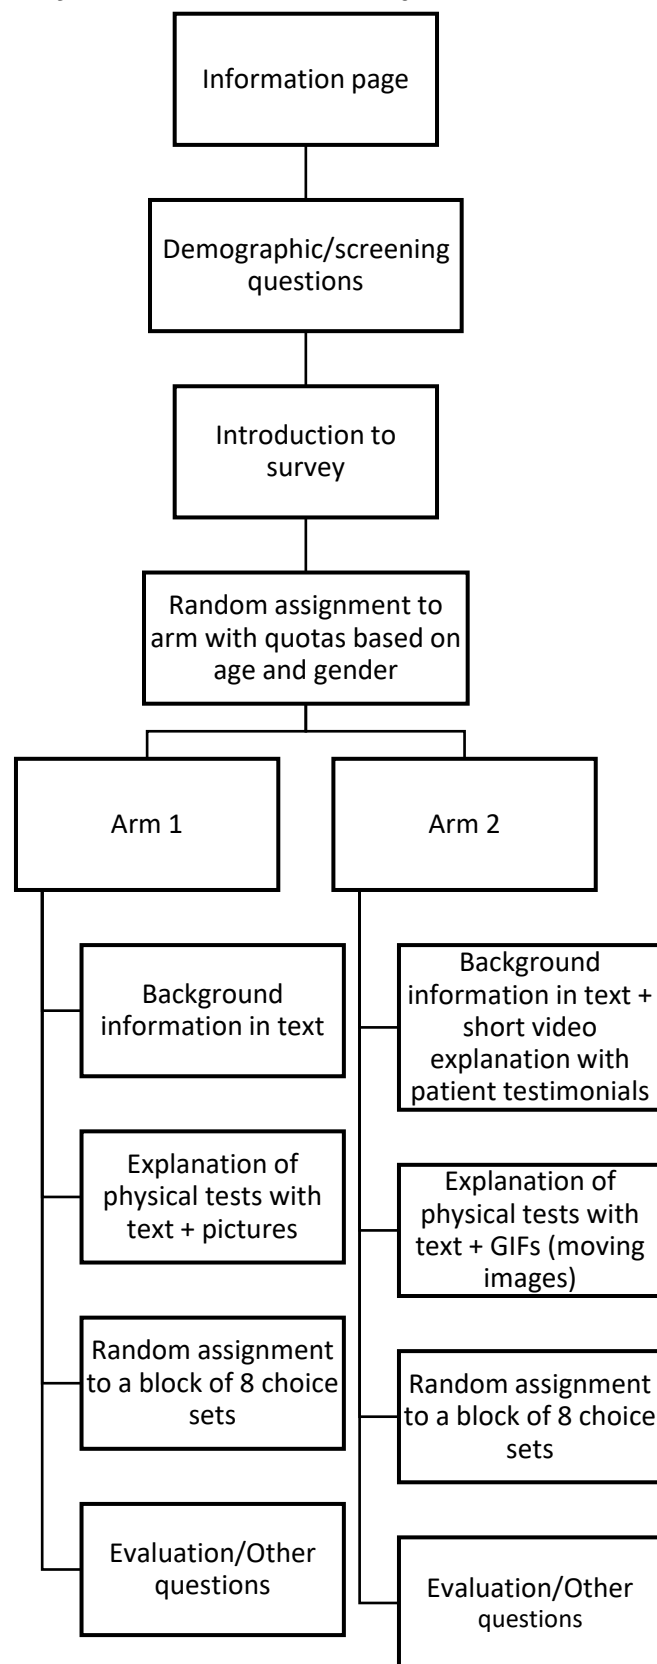 Information page
Demographic/screening
questions
Introduction to
survey
Random assignment to
arm with quotas based on
age and gender
Arm 1
Arm 2
Background
information in text
Explanation of
physical tests with
text + pictures
Random assignment
to a block of 8 choice
sets
Evaluation/Other
questions
Background
information in text +
short video
explanation with
patient testimonials
Explanation of
physical tests with
text + GIFs (moving
images)
Random assignment
to a block of 8 choice
sets
Evaluation/Other
questions